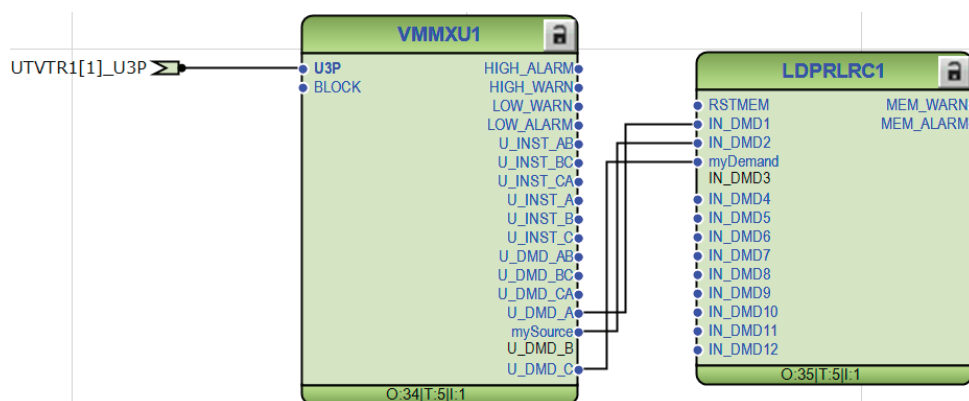 UTVTR1[1]_U3P
VMMXU1
U3P
BLOCK
HIGH_ALARM
HIGH_WARN
LOW_WARN
LOW_ALARM
U_INST_AB
U_INST_BC
U_INST_CA
U_INST_A
U_INST_B
U_INST_C
U_DMD_AB
U_DMD_BC
U_DMD_CA
U_DMD_A
mySource
U_DMD_B
U_DMD_C
O:34|T:5|I:1
LDPRLRC1
RSTMEM
IN_DMD1
IN_DMD2
myDemand
IN_DMD3
IN_DMD4
IN_DMD5
IN_DMD6
IN_DMD7
IN_DMD8
IN_DMD9
IN_DMD10
IN_DMD11
IN_DMD12
MEM_WARN
MEM_ALARM
O:35|T:5|I:1